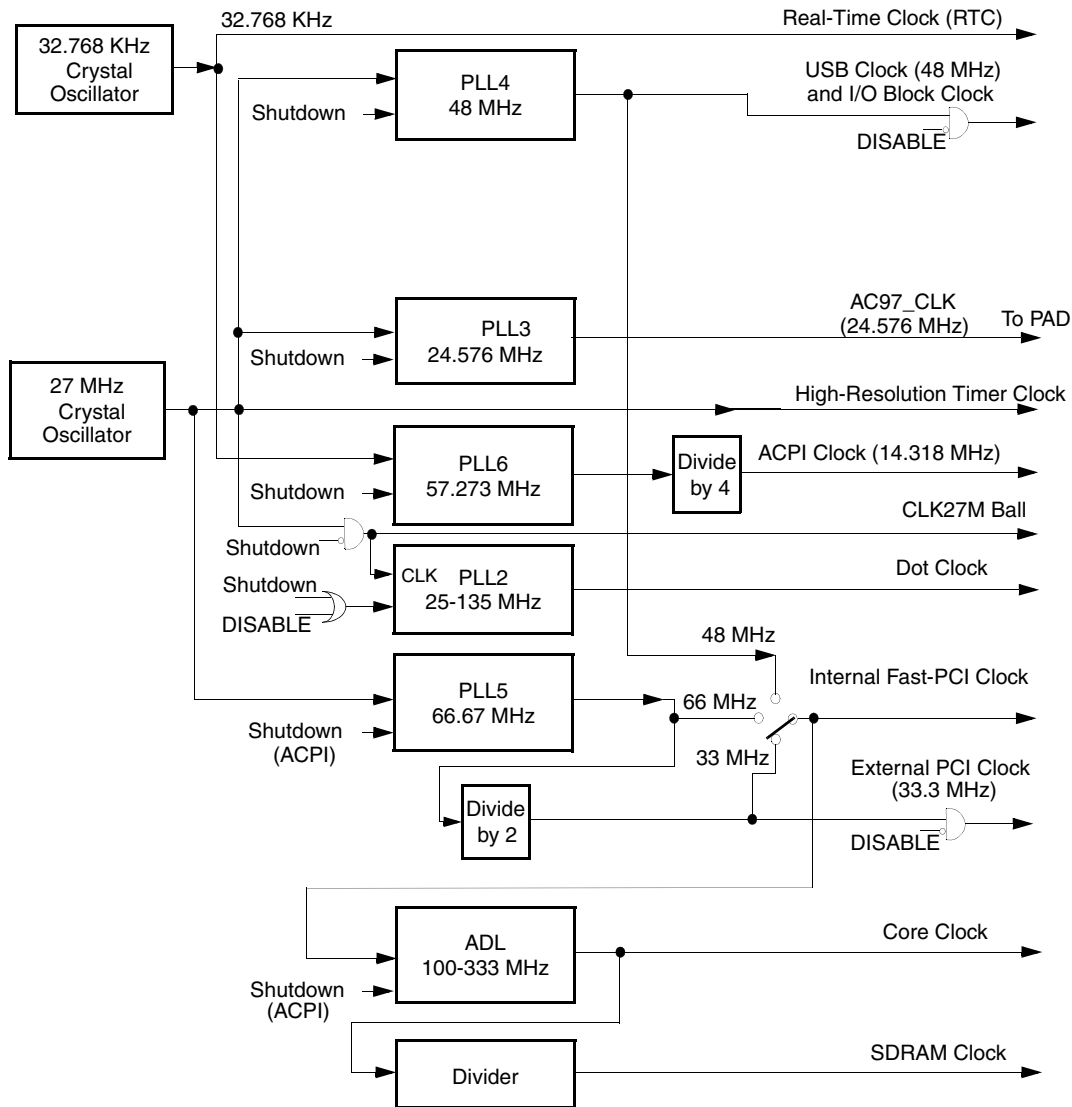 32.768 KHz
Real-Time Clock (RTC)
32.768 KHz
Crystal
Oscillator
PLL4
48 MHz
Shutdown
USB Clock (48 MHz)
and I/O Block Clock
DISABLE
PLL3
24.576 MHz
Shutdown
AC97_CLK
(24.576 MHz)
To PAD
27 MHz
Crystal
Oscillator
High-Resolution Timer Clock
PLL6
57.273 MHz
Shutdown
Divide
by 4
ACPI Clock (14.318 MHz)
CLK27M Ball
Shutdown
Shutdown
DISABLE
CLK PLL2
25-135 MHz
Dot Clock
48 MHz
PLL5
66.67 MHz
Shutdown
(ACPI)
66 MHz
Internal Fast-PCI Clock
33 MHz
Divide
by 2
External PCI Clock
(33.3 MHz)
DISABLE
ADL
100-333 MHz
Shutdown
(ACPI)
Core Clock
Divider
SDRAM Clock